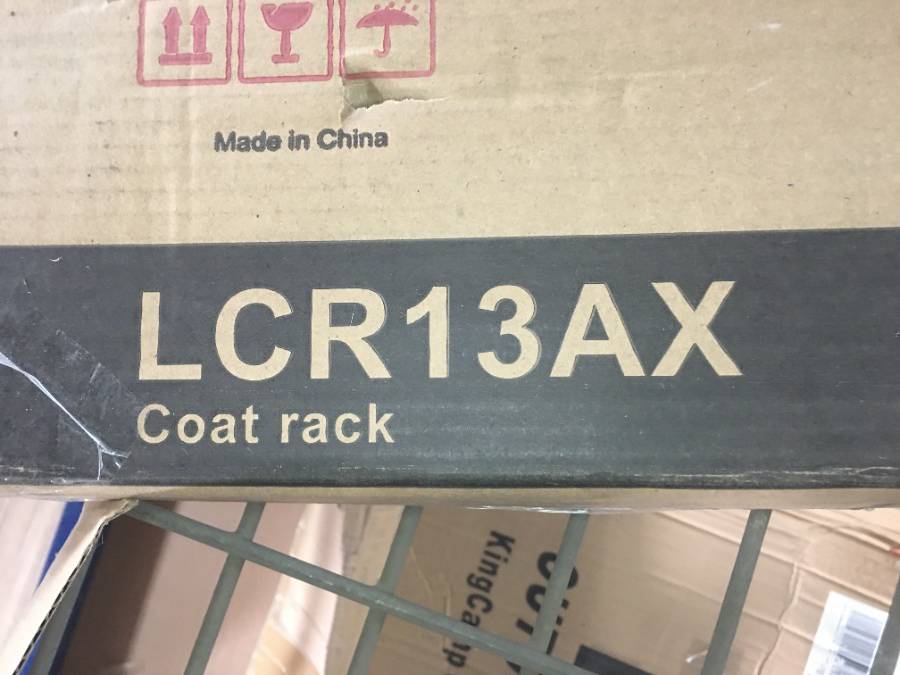 Made in China
LCR13AX
Coat rack
KingCamp